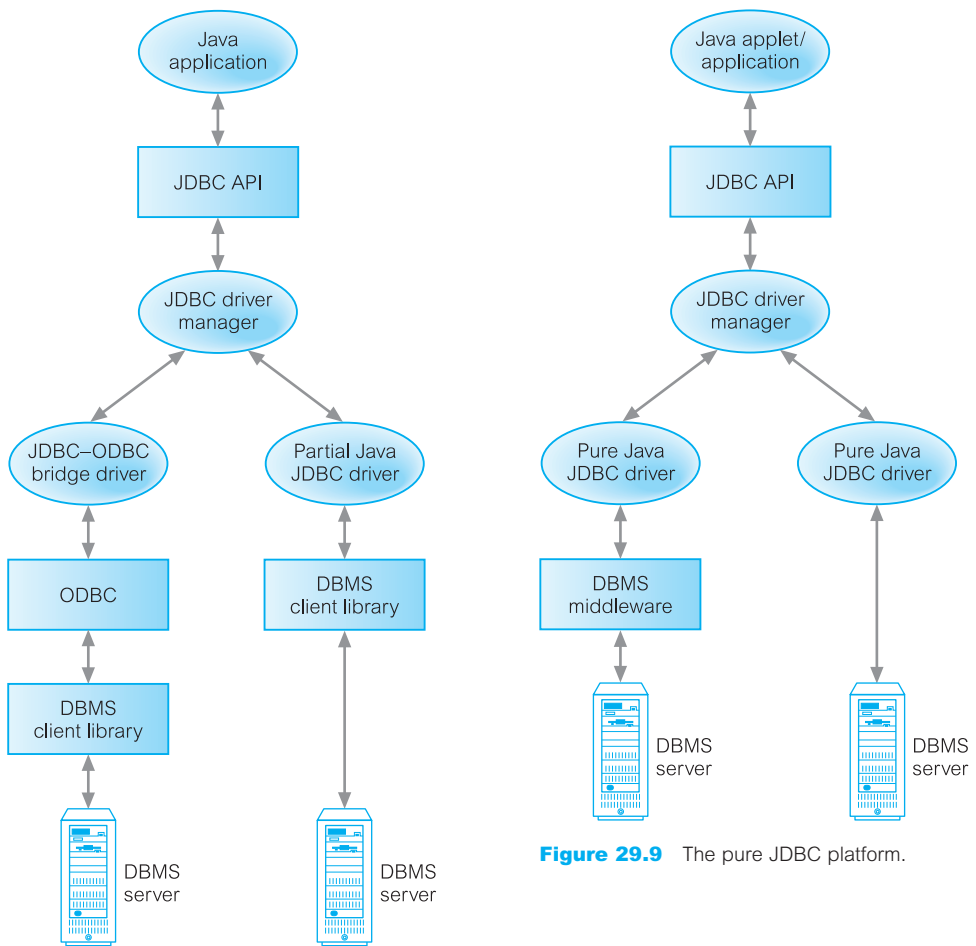 Java
application
JDBC API
JDBC driver
manager
JDBC–ODBC
bridge driver
Partial Java
JDBC driver
ODBC
DBMS
client library
DBMS
client library
DBMS
server
DBMS
server
Java applet/
application
JDBC API
JDBC driver
manager
Pure Java
JDBC driver
Pure Java
JDBC driver
DBMS
middleware
DBMS
server
DBMS
server
Figure 29.9 The pure JDBC platform.